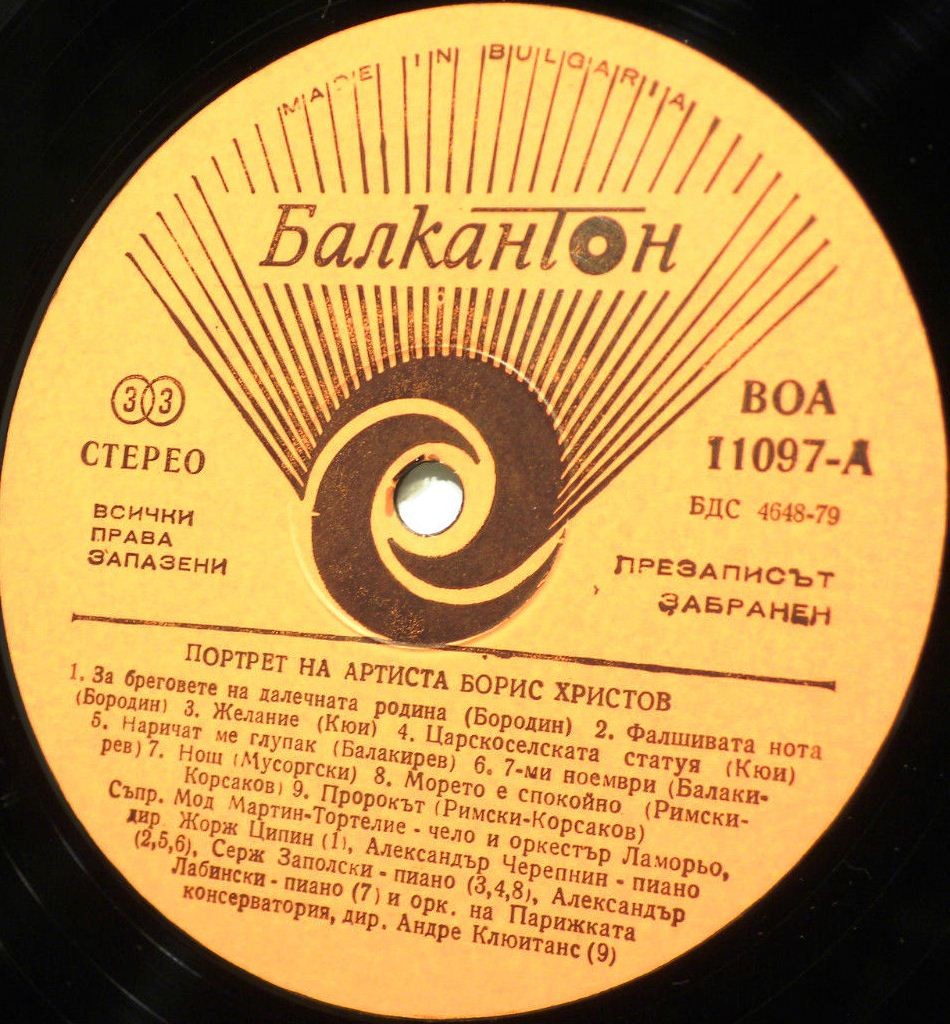 MADE IN BULGARIA
Балкантон
33
СТЕРЕО
ВСИЧКИ
ПРАВА
ЗАПАЗЕНИ
ВОА
11097-А
БДС 4648-79
ПРЕЗАПИСЪТ
ЗАБРАНЕН
ПОРТРЕТ НА АРТИСТА БОРИС ХРИСТОВ
1. За бреговете на далечната родина (Бородин) 2. Фалшивата нота
(Бородин) 3. Желание (Кюи) 4. Царскоселската статуя (Кюи)
5. Наричат ме глупак (Балакирев) 6. 7-ми ноември (Балаки-
рев) 7. Нощ (Мусоргски) 8. Морето е спокойно (Римски-
Корсаков) 9. Пророкът (Римски-Корсаков)
Съпр. Мод Мартин-Тортелие - чело и оркестър Ламорьо,
дир. Жорж Ципин (1), Александър Черепнин - пиано
(2,5,6), Серж Заполски - пиано (3,4,8), Александър
Лабински - пиано (7) и орк. на Парижката
консерватория, дир. Андре Клюитанс (9)